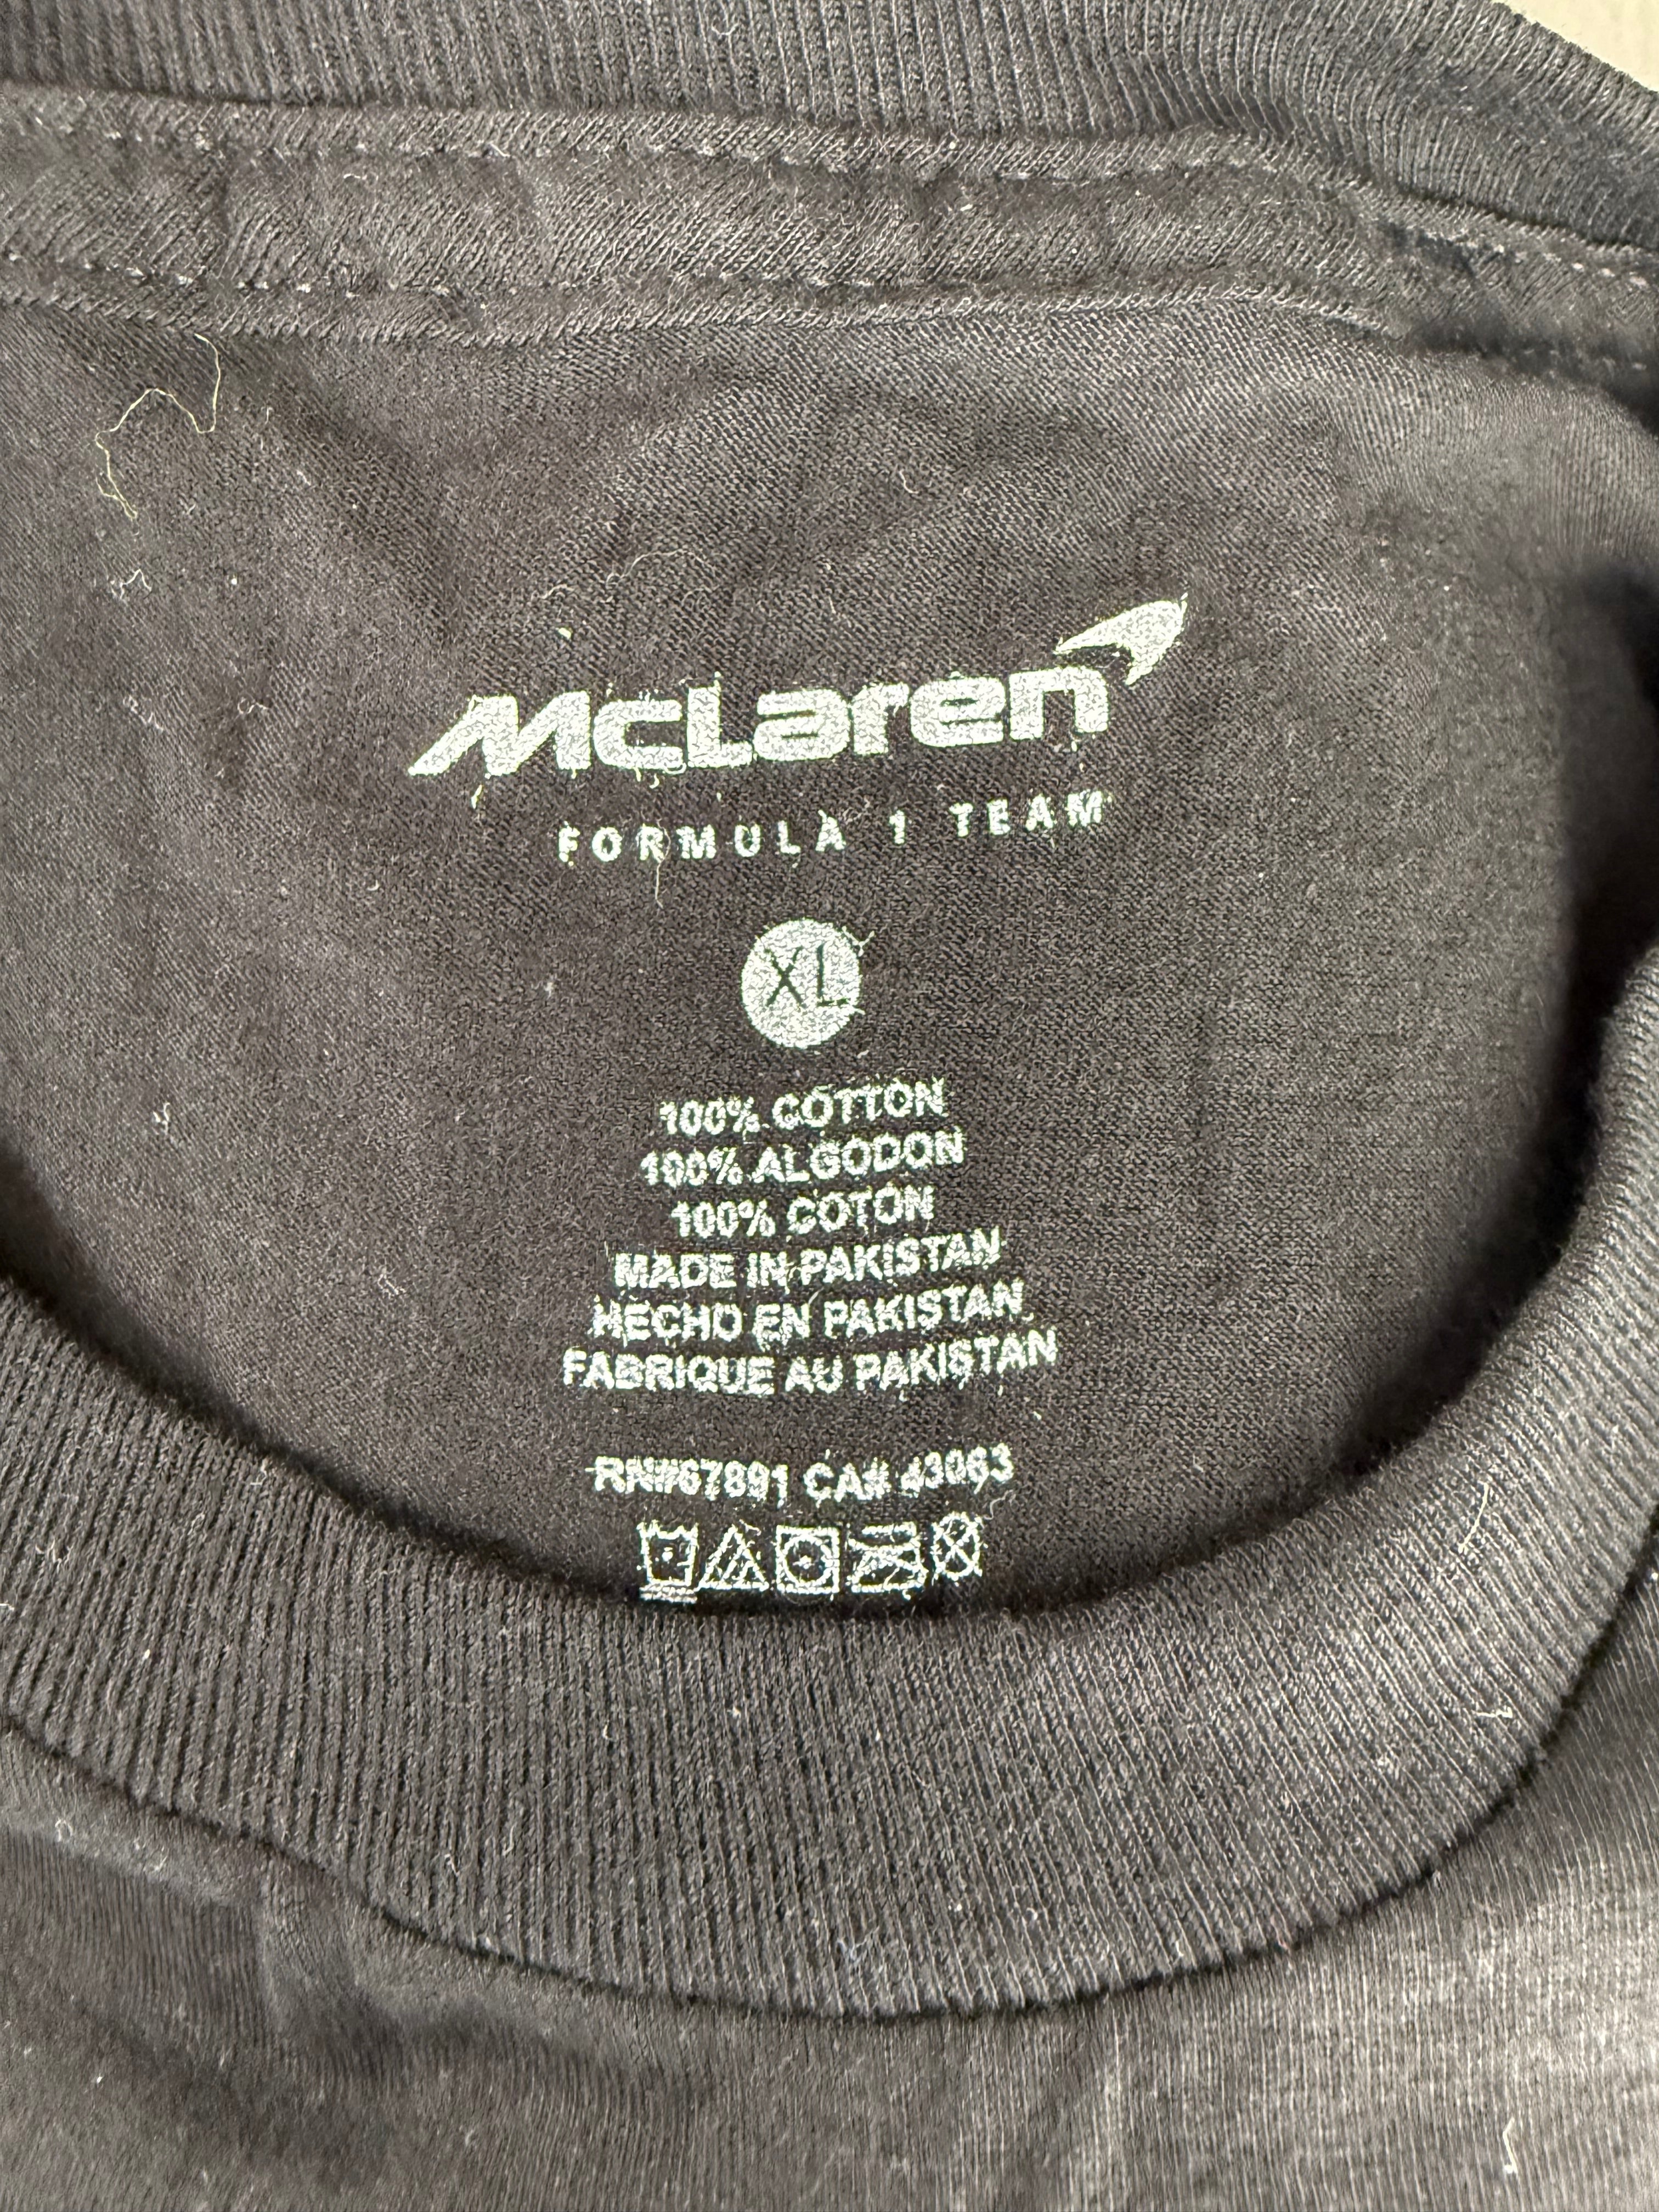 McLaren
FORMULA 1 TEAM
XL
100% COTTON
100% ALGODON
100% COTON
MADE IN PAKISTAN
HECHO EN PAKISTAN
FABRIQUE AU PAKISTAN
RN#67891 CA# 43063